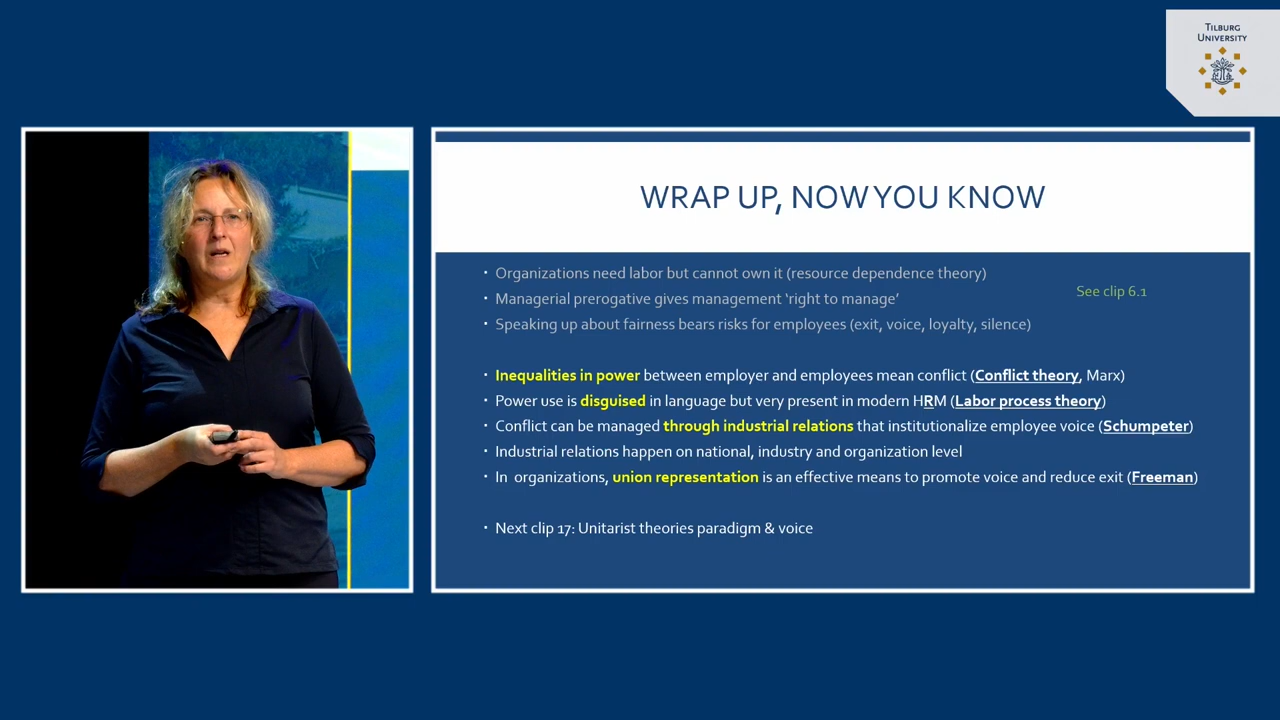 TILBURG
UNIVERSITY
WRAP UP, NOW YOU KNOW
· Organizations need labor but cannot own it (resource dependence theory)
See clip 6.1
· Managerial prerogative gives management ‘right to manage’
· Speaking up about fairness bears risks for employees (exit, voice, loyalty, silence)
· Inequalities in power between employer and employees mean conflict (Conflict theory, Marx)
· Power use is disguised in language but very present in modern HRM (Labor process theory)
· Conflict can be managed through industrial relations that institutionalize employee voice (Schumpeter)
· Industrial relations happen on national, industry and organization level
· In organizations, union representation is an effective means to promote voice and reduce exit (Freeman)
· Next clip 17: Unitarist theories paradigm & voice